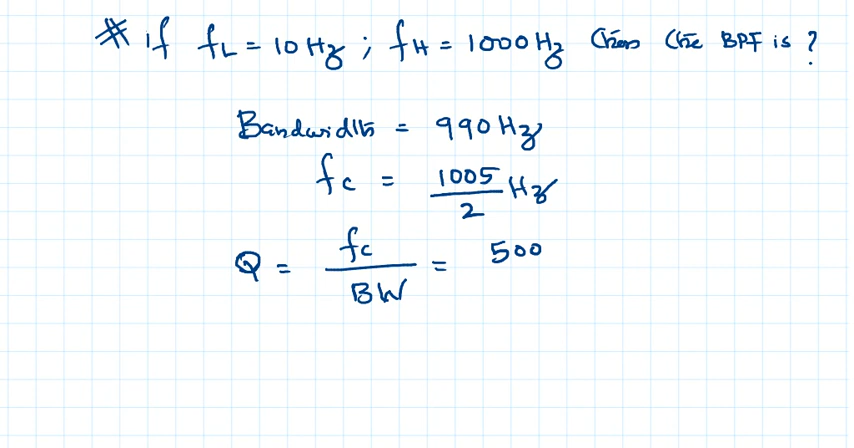 # if fL = 10 Hz ; fH = 1000 Hz then the BPF is ?
Bandwidth = 990 Hz
fc = 1005/2 Hz
Q = fc/BW = 500